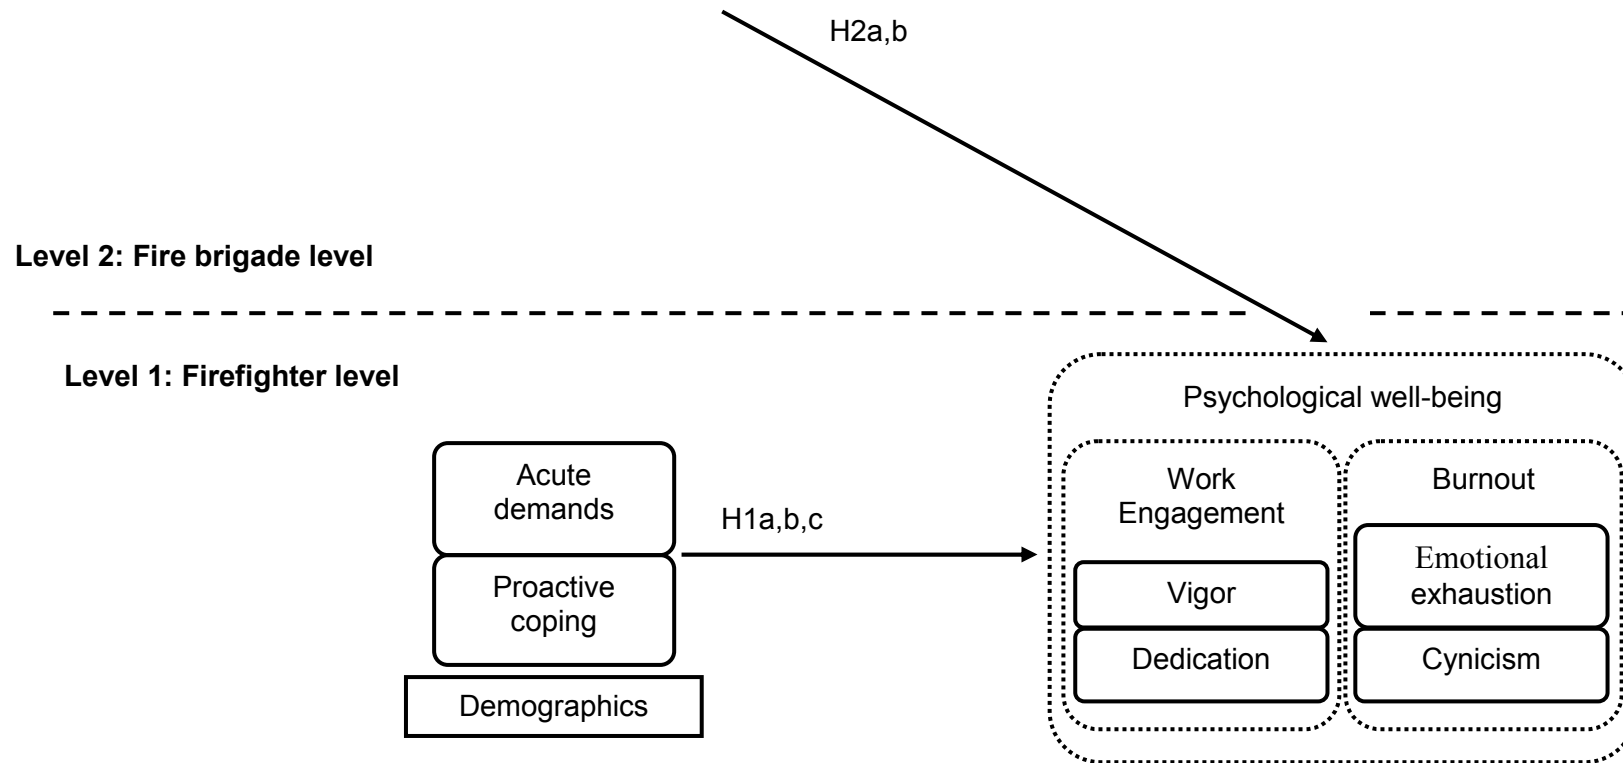 H2a,b
Level 2: Fire brigade level
Level 1: Firefighter level
Psychological well-being
Acute
demands
Proactive
coping
Demographics
H1a,b,c
Work
Engagement
Vigor
Dedication
Burnout
Emotional
exhaustion
Cynicism